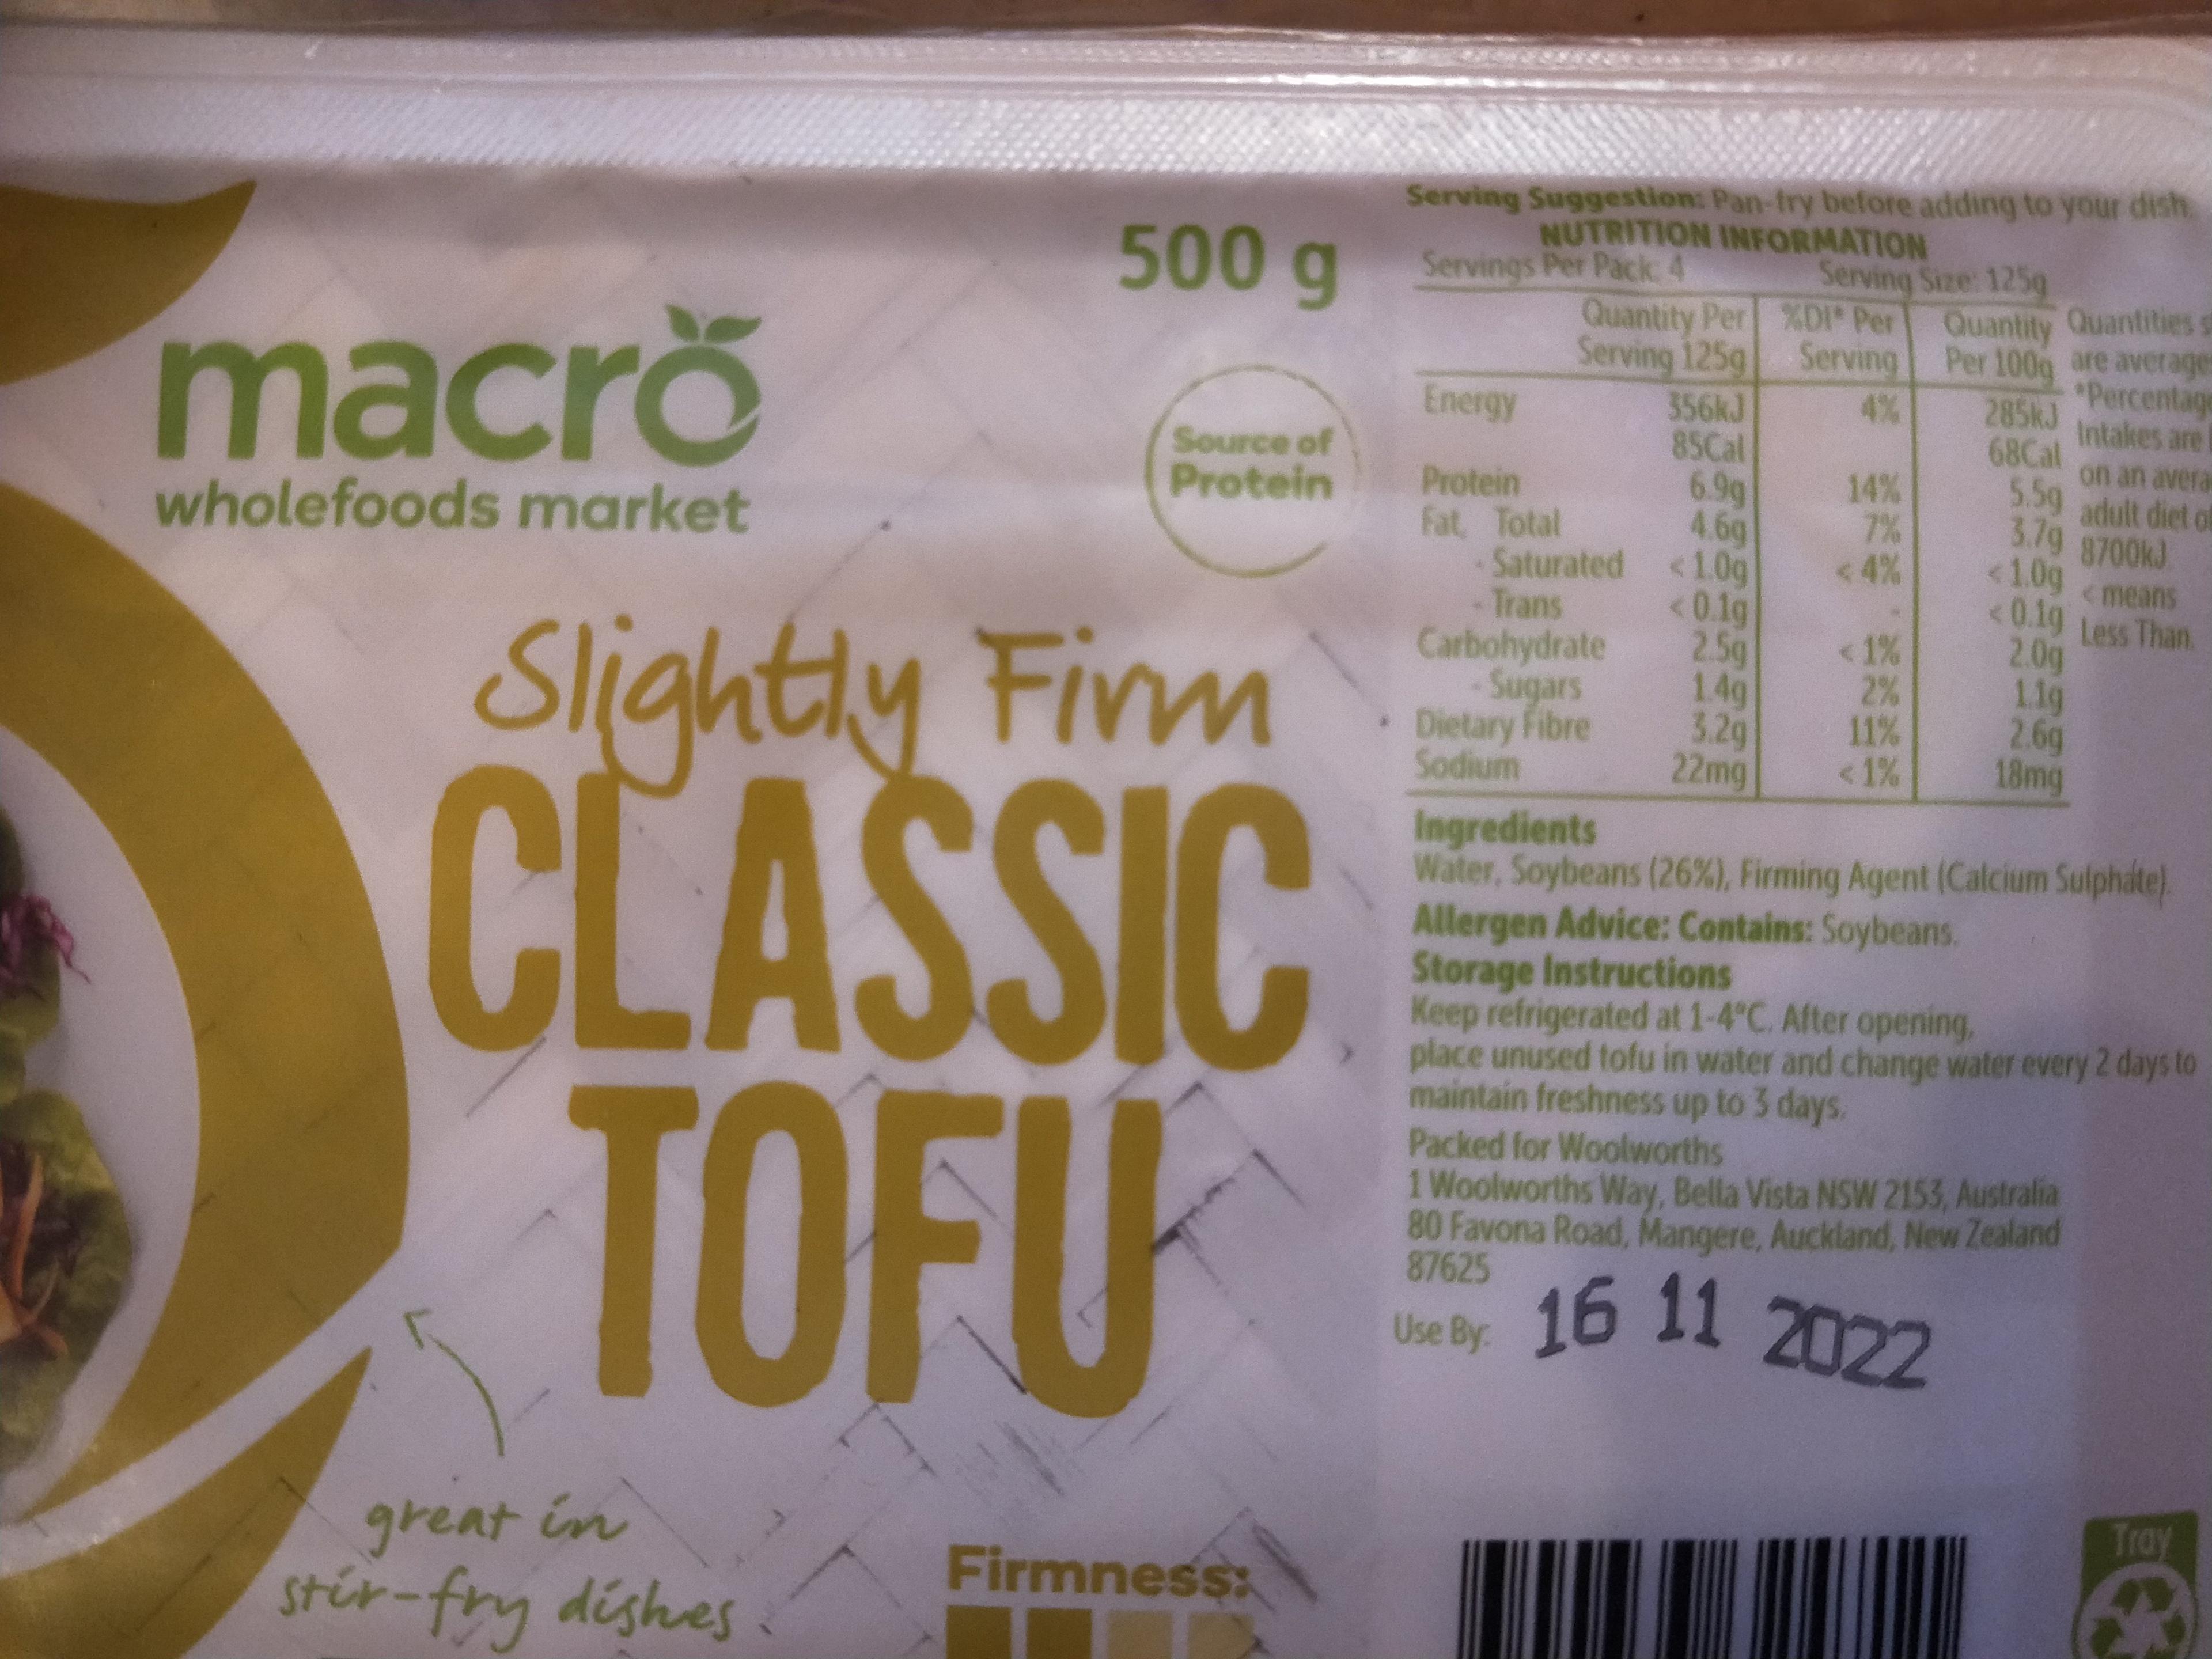 macro
wholefoods market
500 g
Source of
Protein
Slightly Firm
CLASSIC
TOFU
great in
stir-fry dishes
Firmness:
Serving Suggestion: Pan-fry before adding to your dish.
NUTRITION INFORMATION
Servings Per Pack: 4 Serving Size: 125g
Quantity Per %DI* Per Quantity
Serving 125g Serving Per 100g
Energy 356kJ 4% 285kJ
85Cal 68Cal
Protein 6.9g 14% 5.5g
Fat, Total 4.6g 7% 3.7g
- Saturated < 1.0g < 4% < 1.0g
- Trans < 0.1g - < 0.1g
Carbohydrate 2.5g < 1% 2.0g
- Sugars 1.4g 2% 1.1g
Dietary Fibre 3.2g 11% 2.6g
Sodium 22mg < 1% 18mg
Quantities
are
*Percentage
Intakes are
on an
adult diet
8700kJ
< means
Less Than.
Ingredients
Water, Soybeans (26%), Firming Agent (Calcium Sulphate).
Allergen Advice: Contains: Soybeans.
Storage Instructions
Keep refrigerated at 1-4°C. After opening,
place unused tofu in water and change water every 2 days to
maintain freshness up to 3 days.
Packed for Woolworths
1 Woolworths Way, Bella Vista NSW 2153, Australia
80 Favona Road, Mangere, Auckland, New Zealand
87625
Use By: 16 11 2022
Tray